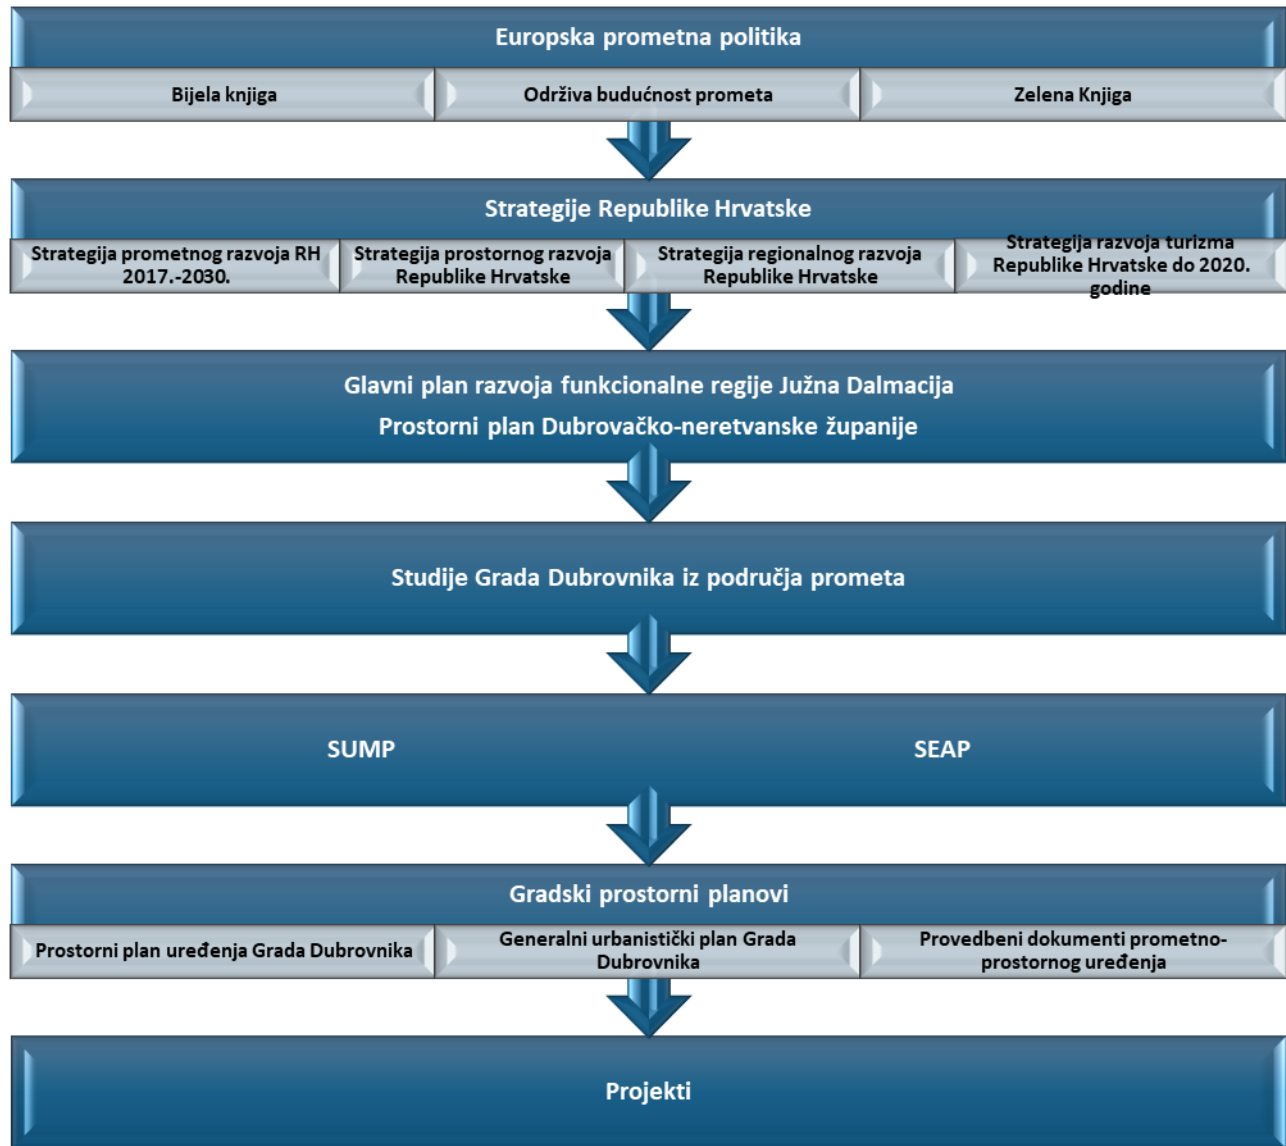 Europska prometna politika
Bijela knjiga
Održiva budućnost prometa
Zelena Knjiga
Strategije Republike Hrvatske
Strategija prometnog razvoja RH
2017.-2030.
Strategija prostornog razvoja
Republike Hrvatske
Strategija regionalnog razvoja
Republike Hrvatske
Strategija razvoja turizma
Republike Hrvatske do 2020.
godine
Glavni plan razvoja funkcionalne regije Južna Dalmacija
Prostorni plan Dubrovačko-neretvanske županije
Studije Grada Dubrovnika iz područja prometa
SUMP
SEAP
Gradski prostorni planovi
Prostorni plan uređenja Grada Dubrovnika
Generalni urbanistički plan Grada
Dubrovnika
Provedbeni dokumenti prometno-
prostornog uređenja
Projekti